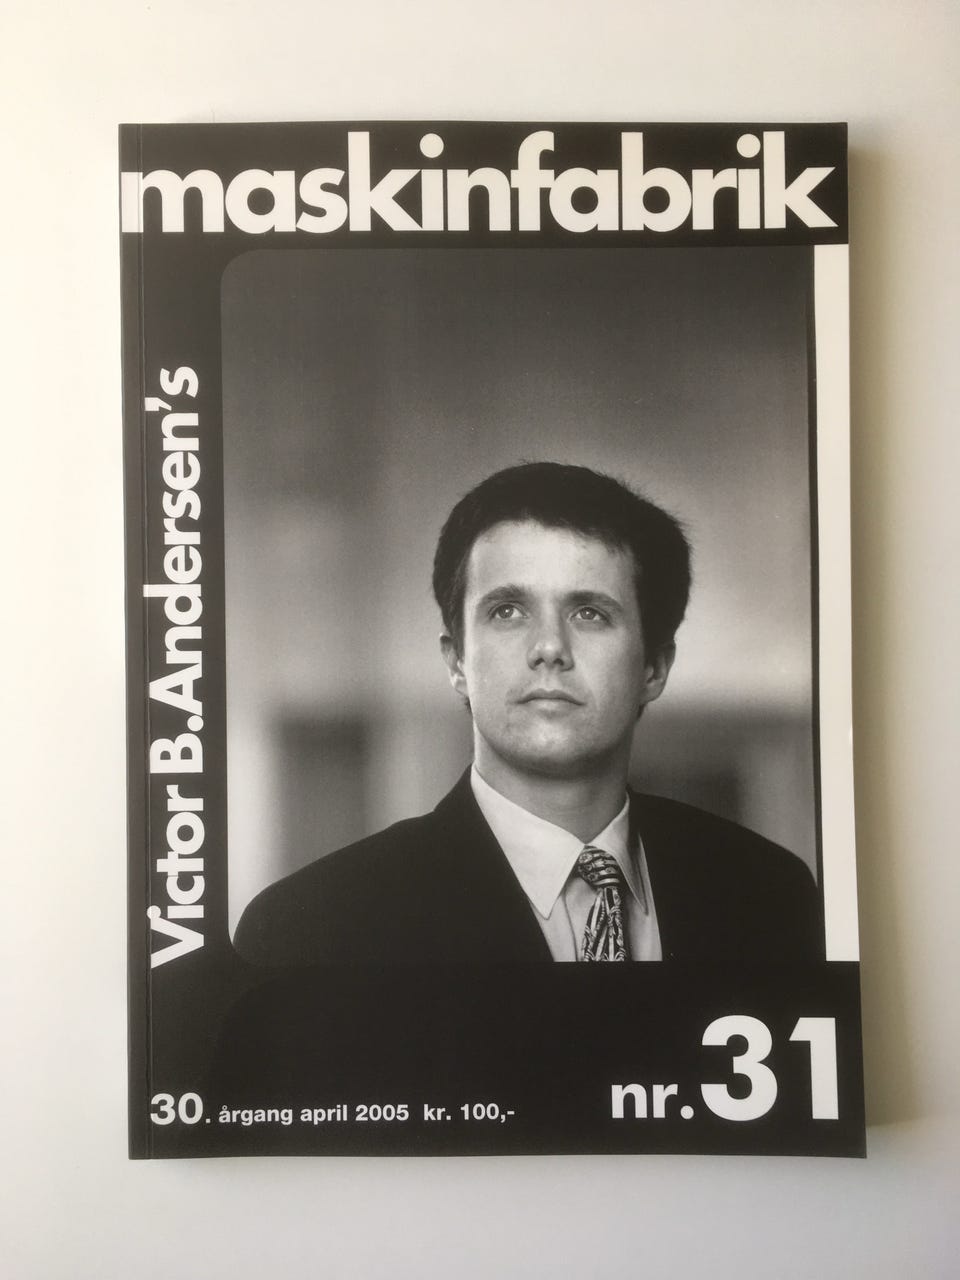 maskinfabrik
Victor B.Andersen's
nr.31
30. årgang april 2005 kr. 100,-